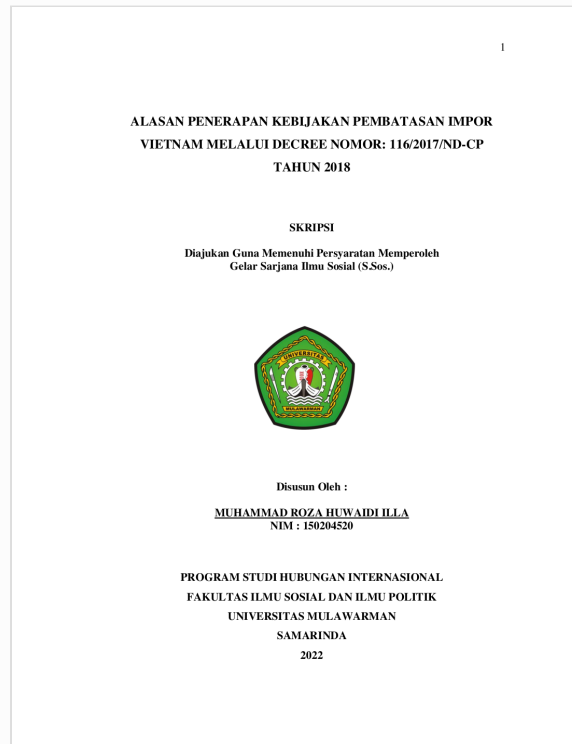 1
ALASAN PENERAPAN KEBIJAKAN PEMBATASAN IMPOR
VIETNAM MELALUI DECREE NOMOR: 116/2017/ND-CP
TAHUN 2018
SKRIPSI
Diajukan Guna Memenuhi Persyaratan Memperoleh
Gelar Sarjana Ilmu Sosial (S.Sos.)
UNIVERSITAS
MULAWARMAN
Disusun Oleh :
MUHAMMAD ROZA HUWAIDI ILLA
NIM : 150204520
PROGRAM STUDI HUBUNGAN INTERNASIONAL
FAKULTAS ILMU SOSIAL DAN ILMU POLITIK
UNIVERSITAS MULAWARMAN
SAMARINDA
2022